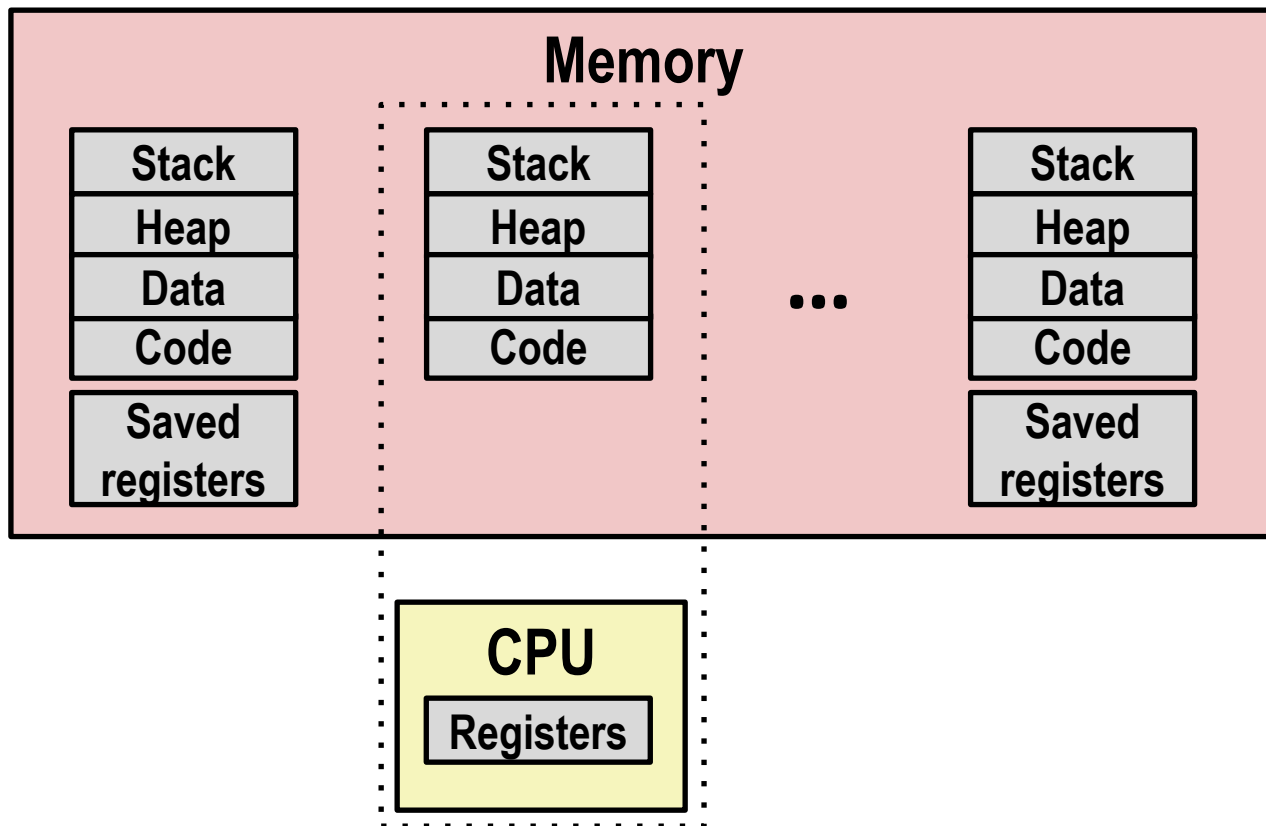 Memory
Stack
Heap
Data
Code
Saved
registers
Stack
Heap
Data
Code
...
Stack
Heap
Data
Code
Saved
registers
CPU
Registers